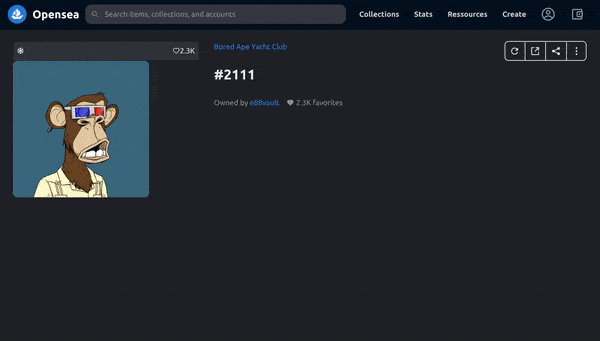 Opensea
Search items, collections, and accounts
Collections
Stats
Ressources
Create
2.3K
Bored Ape Yacht Club
#2111
Owned by e88vault
2.3K favorites